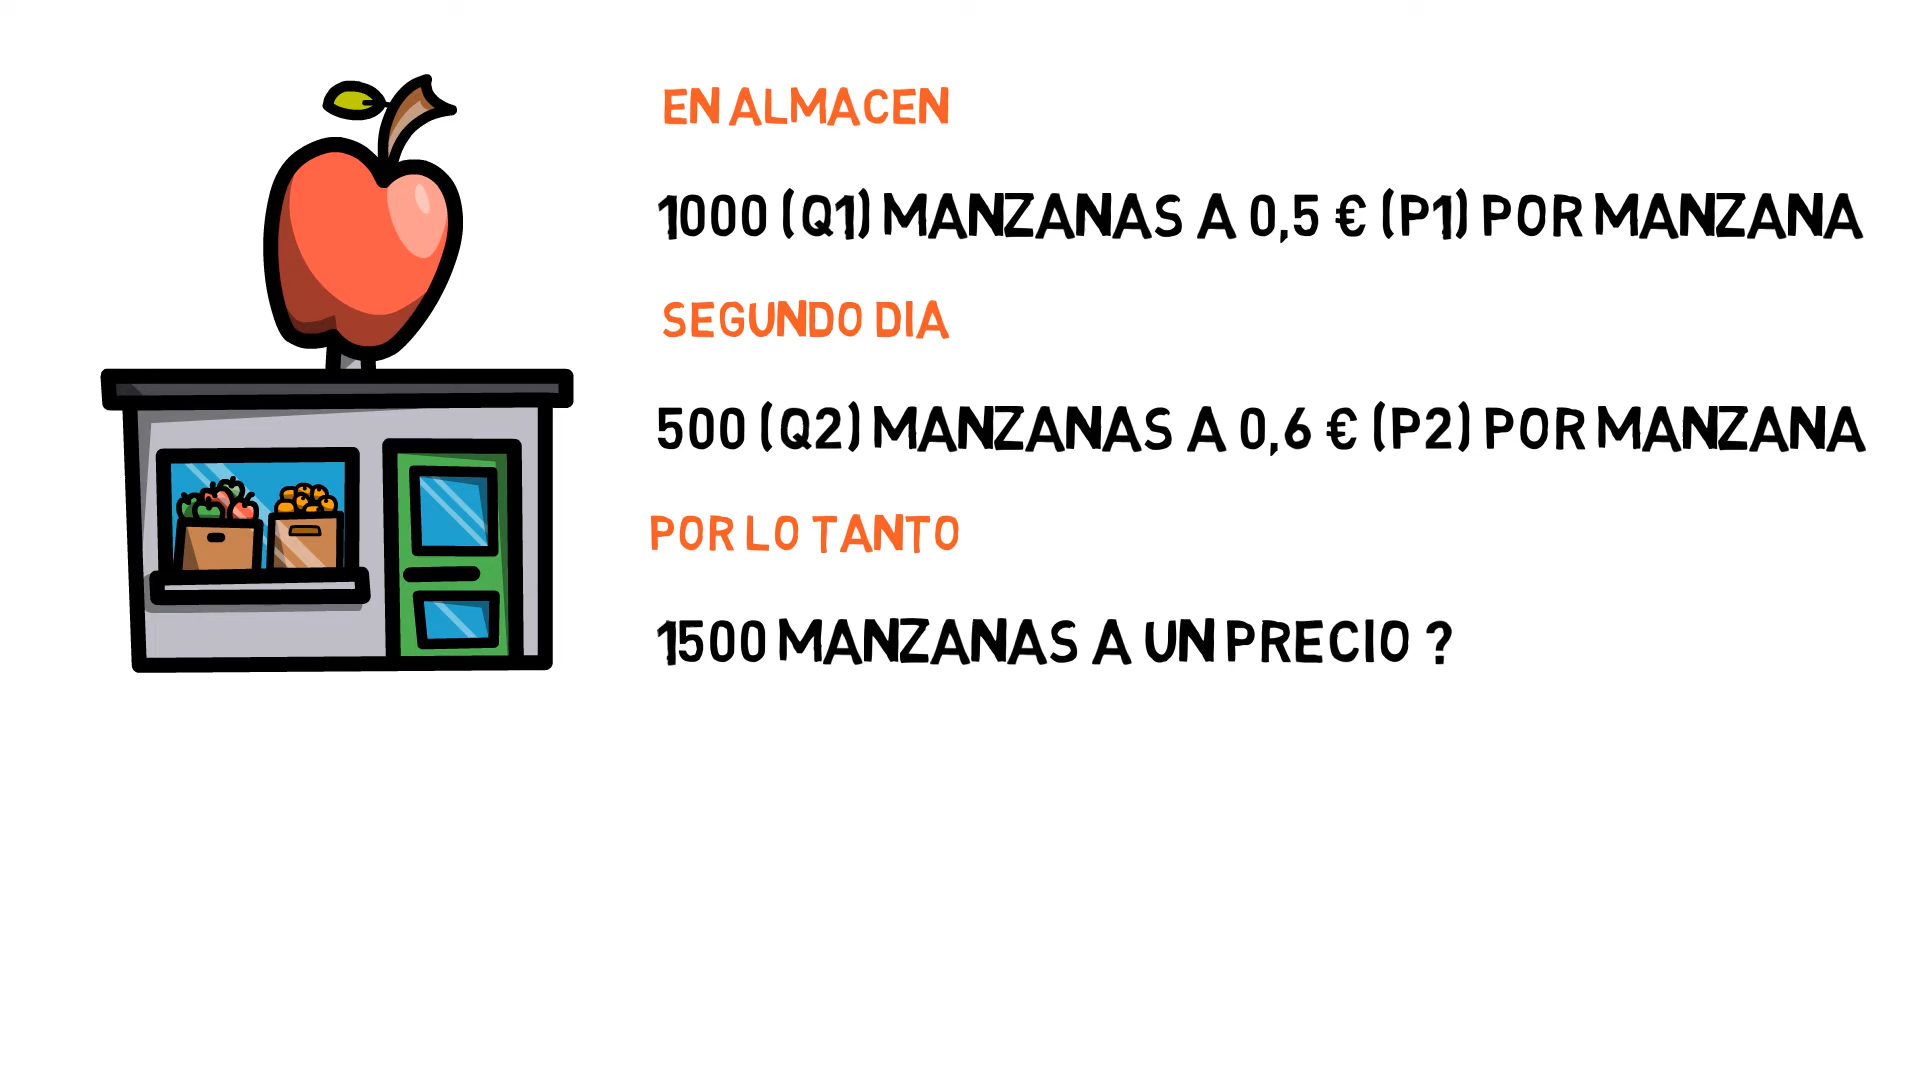 EN ALMACEN
1000 (Q1) MANZANAS A 0,5 € (P1) POR MANZANA
SEGUNDO DIA
500 (Q2) MANZANAS A 0,6 € (P2) POR MANZANA
POR LO TANTO
1500 MANZANAS A UN PRECIO ?